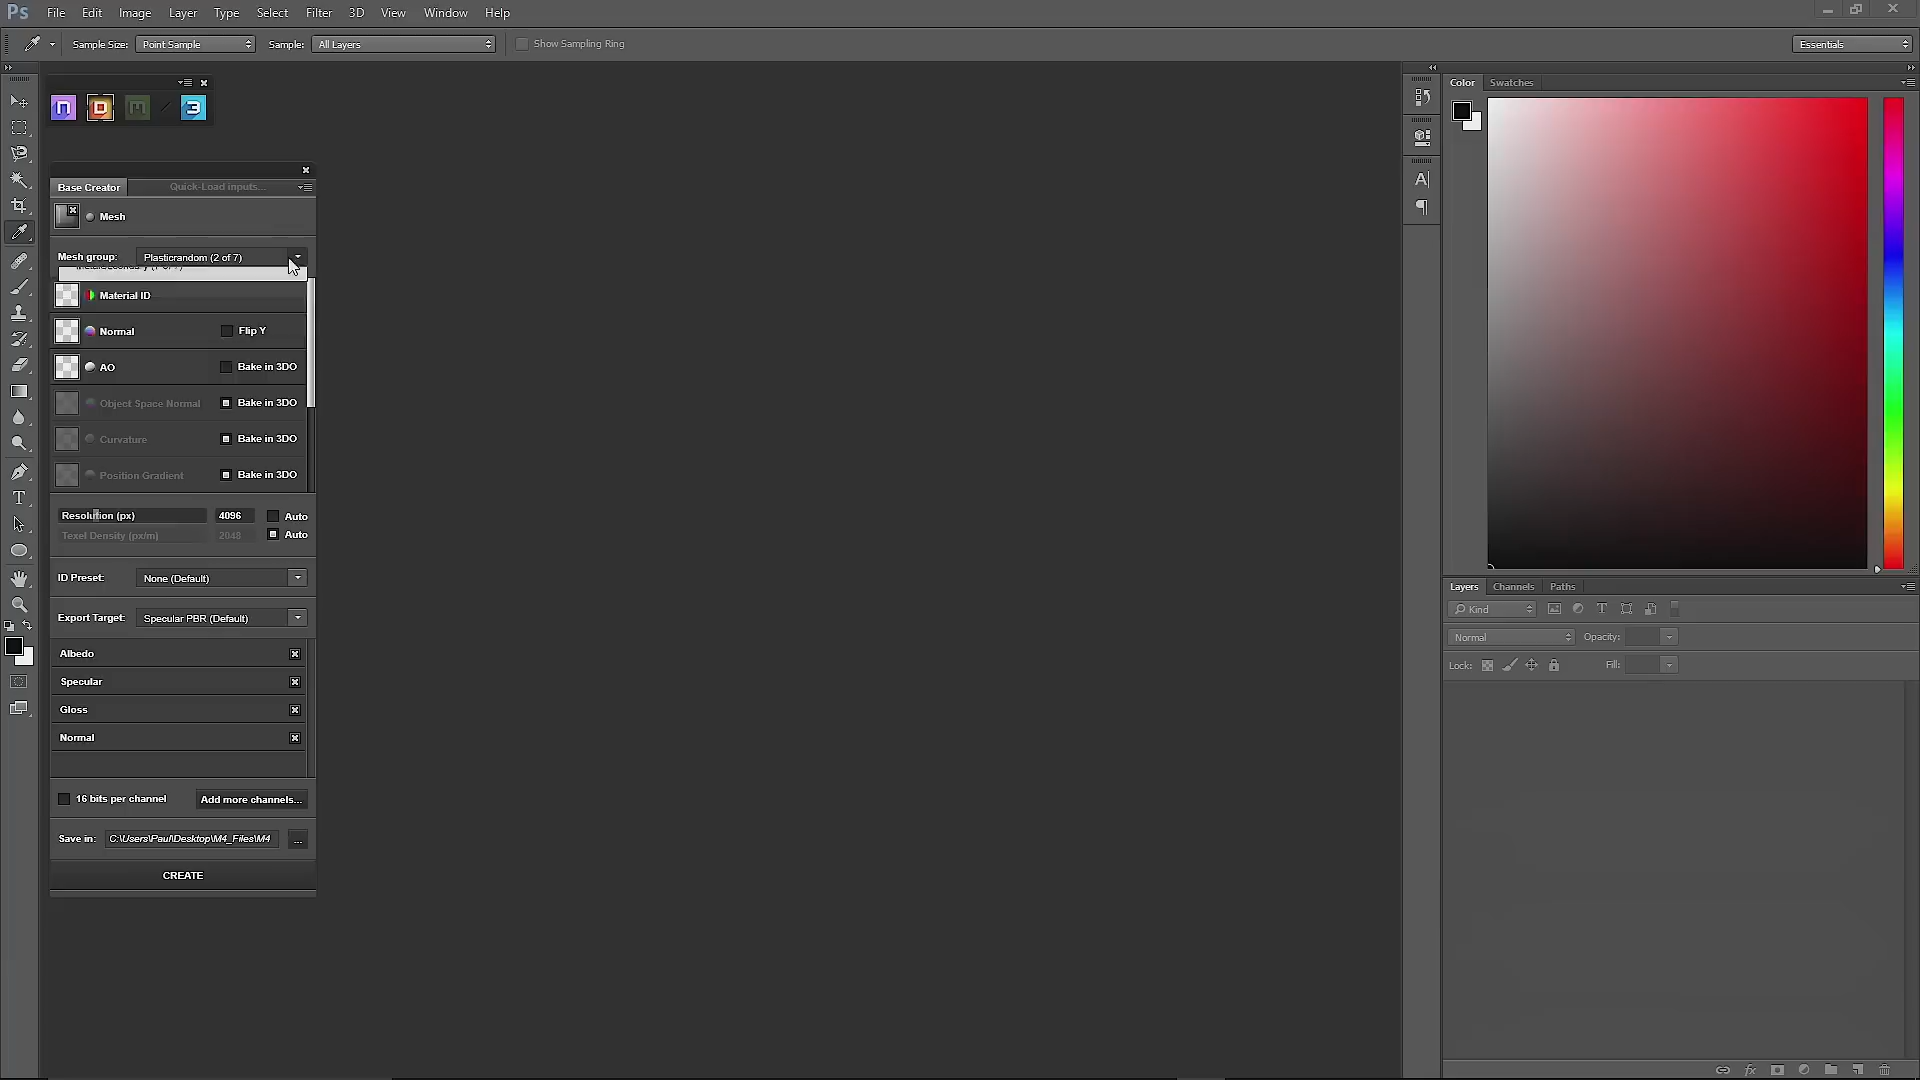 Ps File Edit Image Layer Type Select Filter 3D View Window Help
Sample Size: Point Sample Sample: All Layers Show Sampling Ring Essentials
Color Swatches
Base Creator Quick-Load inputs...
Mesh
Mesh group: Plasticrandom (2 of 7)
Material ID
Normal Flip Y
AO Bake in 3DO
Object Space Normal Bake in 3DO
Curvature Bake in 3DO
Position Gradient Bake in 3DO
Resolution (px) 4096 Auto
Texel Density (px/m) 2048 Auto
ID Preset: None (Default)
Export Target: Specular PBR (Default)
Albedo
Specular
Gloss
Normal
16 bits per channel Add more channels...
Save in: C:\Users\Paul\Desktop\M4_Files\M4 ...
CREATE
Layers Channels Paths
Kind
Normal Opacity:
Lock: Fill: